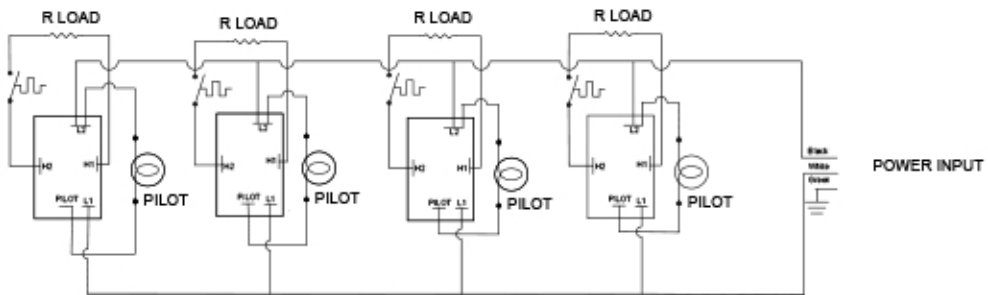 R LOAD
R LOAD
R LOAD
R LOAD
L2
H2
H1
PILOT
L1
PILOT
L2
H2
H1
PILOT
L1
PILOT
L2
H2
H1
PILOT
L1
PILOT
L2
H2
H1
PILOT
L1
PILOT
Black
White
Green
POWER INPUT